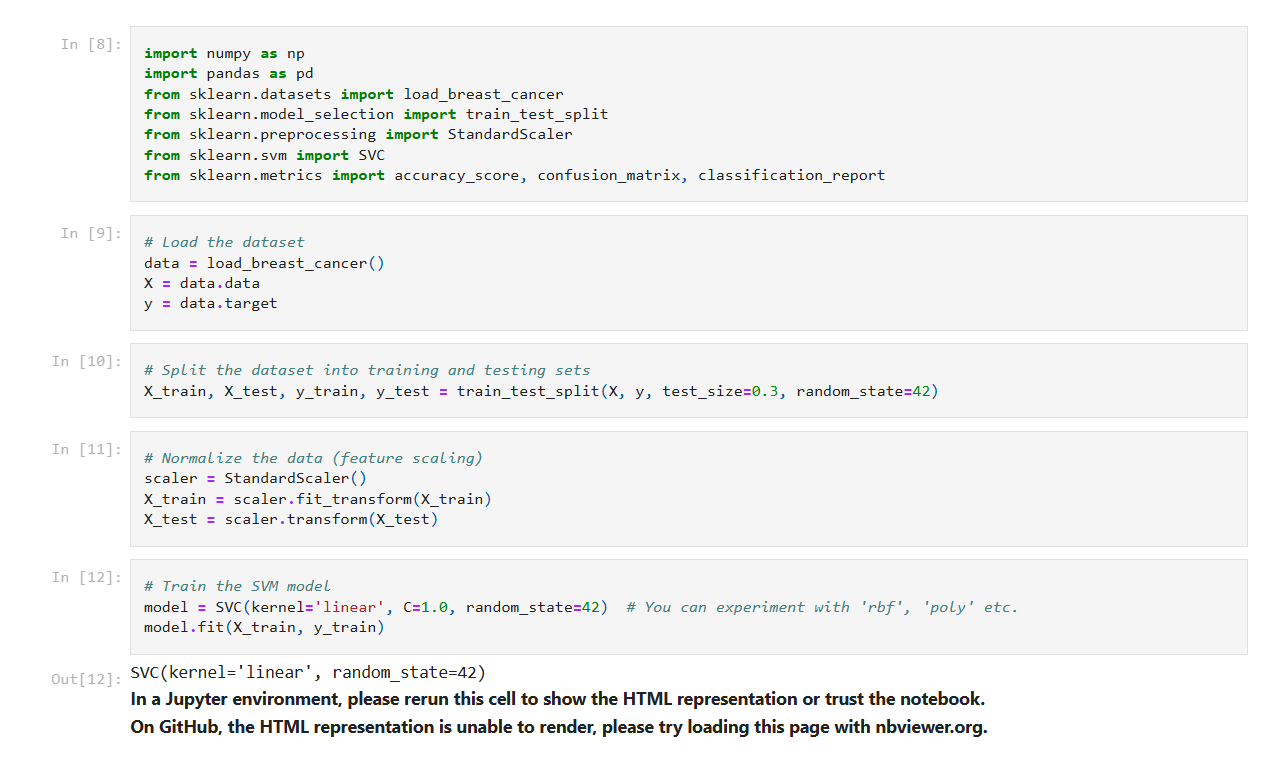 In [8]:
import numpy as np
import pandas as pd
from sklearn.datasets import load_breast_cancer
from sklearn.model_selection import train_test_split
from sklearn.preprocessing import StandardScaler
from sklearn.svm import SVC
from sklearn.metrics import accuracy_score, confusion_matrix, classification_report
In [9]:
# Load the dataset
data = load_breast_cancer()
X = data.data
y = data.target
In [10]:
# Split the dataset into training and testing sets
X_train, X_test, y_train, y_test = train_test_split(X, y, test_size=0.3, random_state=42)
In [11]:
# Normalize the data (feature scaling)
scaler = StandardScaler()
X_train = scaler.fit_transform(X_train)
X_test = scaler.transform(X_test)
In [12]:
# Train the SVM model
model = SVC(kernel='linear', C=1.0, random_state=42)  # You can experiment with 'rbf', 'poly' etc.
model.fit(X_train, y_train)
Out[12]:
SVC(kernel='linear', random_state=42)
In a Jupyter environment, please rerun this cell to show the HTML representation or trust the notebook.
On GitHub, the HTML representation is unable to render, please try loading this page with nbviewer.org.